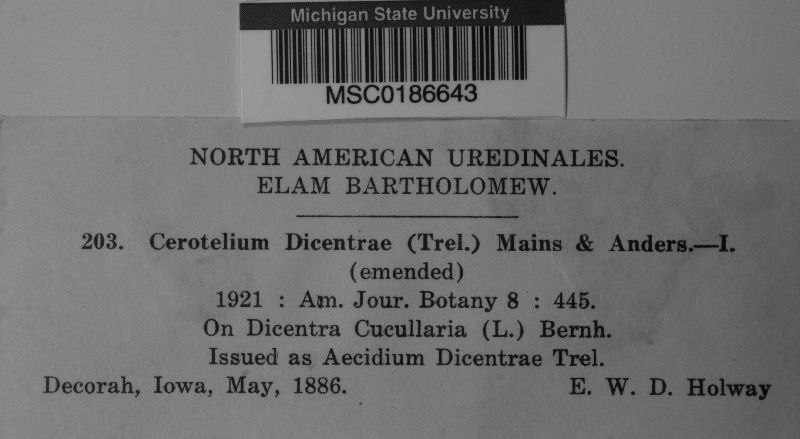 Michigan State University
MSC0186643
NORTH AMERICAN UREDINALES.
ELAM BARTHOLOMEW.
203. Cerotelium Dicentrae (Trel.) Mains & Anders.—I.
(emended)
1921 : Am. Jour. Botany 8 : 445.
On Dicentra Cucullaria (L.) Bernh.
Issued as Aecidium Dicentrae Trel.
Decorah, Iowa, May, 1886. E. W. D. Holway